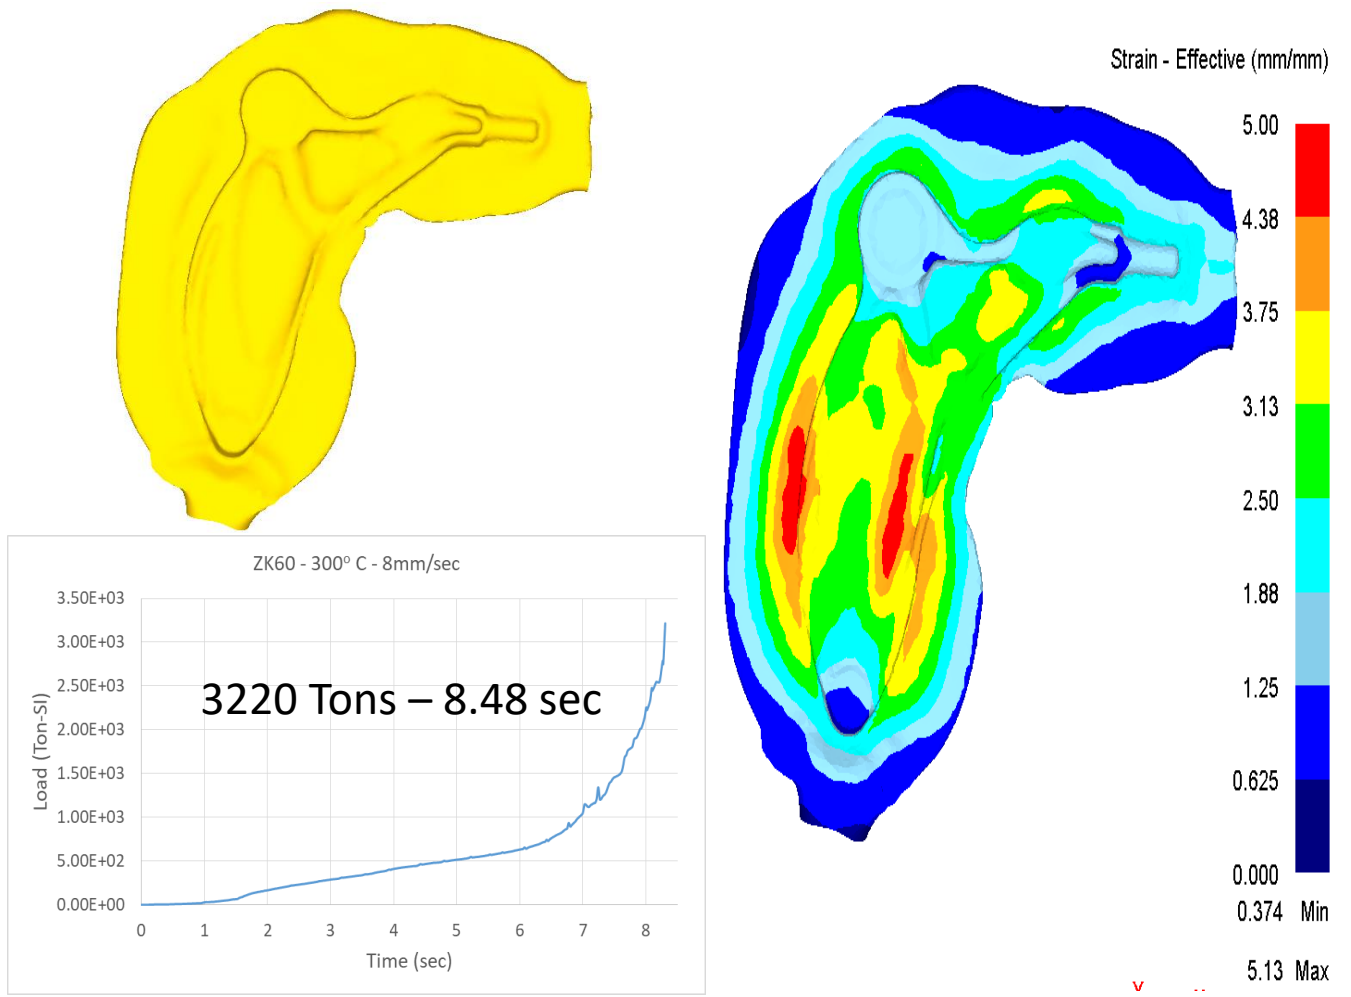 Strain - Effective (mm/mm)
5.00
4.38
3.75
3.13
2.50
1.88
1.25
0.625
0.000
0.374 Min
5.13 Max
ZK60 - 300⁰ C - 8mm/sec
3220 Tons – 8.48 sec
Load (Ton-SI)
3.50E+03
3.00E+03
2.50E+03
2.00E+03
1.50E+03
1.00E+03
5.00E+02
0.00E+00
0 1 2 3 4 5 6 7 8
Time (sec)